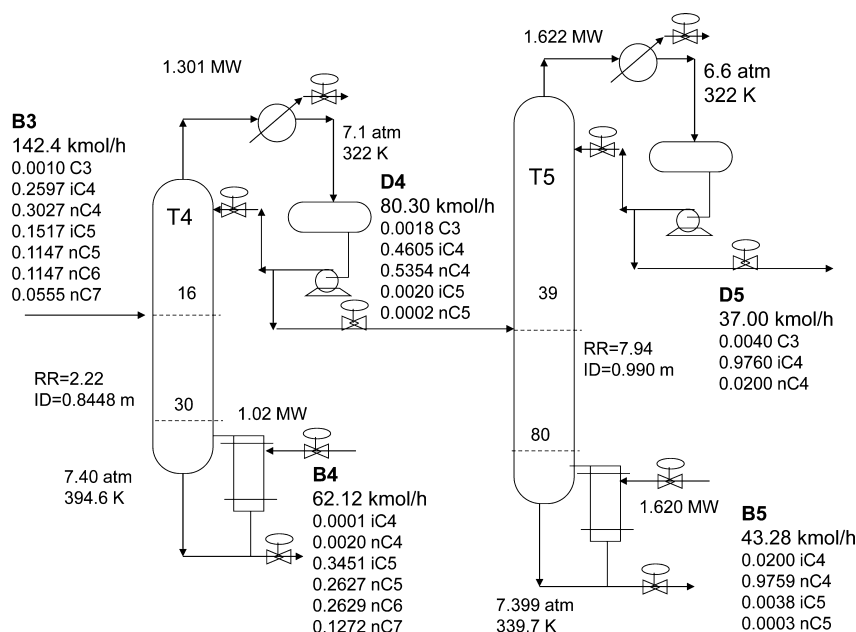 B3
142.4 kmol/h
0.0010 C3
0.2597 iC4
0.3027 nC4
0.1517 iC5
0.1147 nC5
0.1147 nC6
0.0555 nC7
1.301 MW
7.1 atm
322 K
T4
16
30
RR=2.22
ID=0.8448 m
7.40 atm
394.6 K
1.02 MW
D4
80.30 kmol/h
0.0018 C3
0.4605 iC4
0.5354 nC4
0.0020 iC5
0.0002 nC5
B4
62.12 kmol/h
0.0001 iC4
0.0020 nC4
0.3451 iC5
0.2627 nC5
0.2629 nC6
0.1272 nC7
1.622 MW
6.6 atm
322 K
T5
39
80
RR=7.94
ID=0.990 m
D5
37.00 kmol/h
0.0040 C3
0.9760 iC4
0.0200 nC4
1.620 MW
7.399 atm
339.7 K
B5
43.28 kmol/h
0.0200 iC4
0.9759 nC4
0.0038 iC5
0.0003 nC5